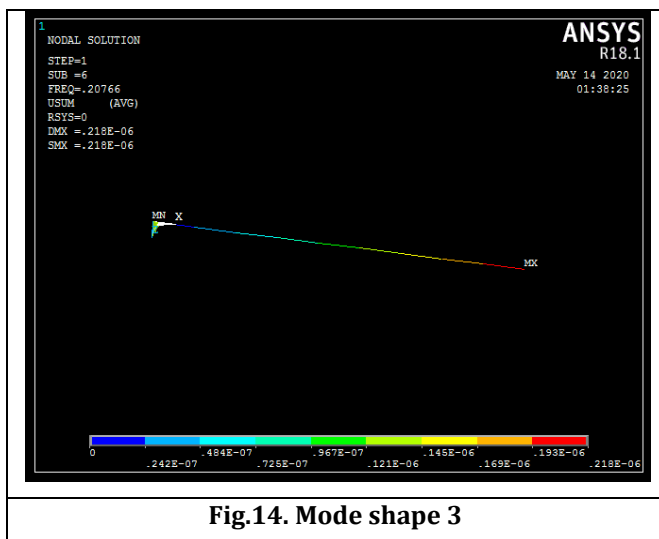 1
NODAL SOLUTION
STEP=1
SUB =6
FREQ=.20766
USUM (AVG)
RSYS=0
DMX =.218E-06
SMX =.218E-06
ANSYS
R18.1
MAY 14 2020
01:38:25
MN X
MX
0 .484E-07 .967E-07 .145E-06 .193E-06
.242E-07 .725E-07 .121E-06 .169E-06 .218E-06
Fig.14. Mode shape 3